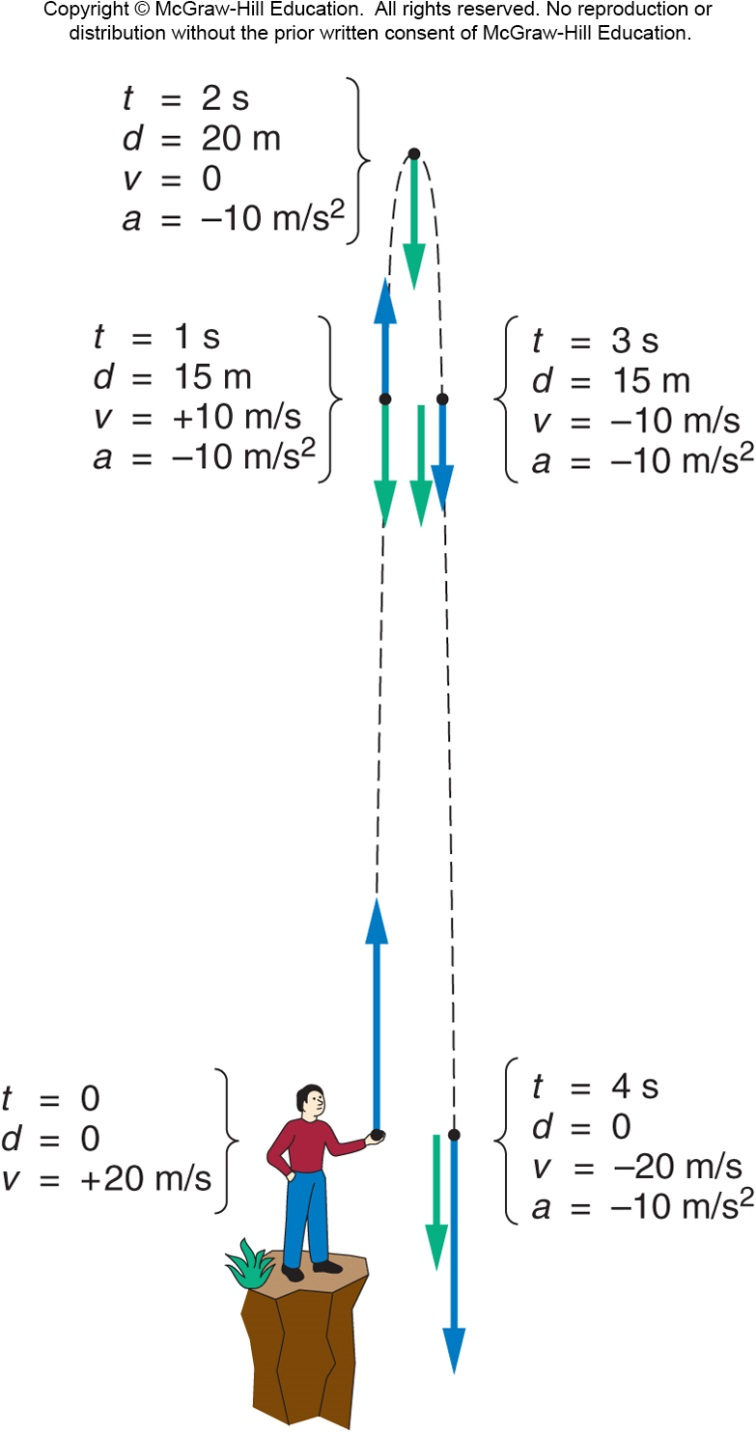 Copyright © McGraw-Hill Education.  All rights reserved. No reproduction or
distribution without the prior written consent of McGraw-Hill Education.
t = 2 s
d = 20 m
v = 0
a = –10 m/s²
t = 1 s
d = 15 m
v = +10 m/s
a = –10 m/s²
t = 3 s
d = 15 m
v = –10 m/s
a = –10 m/s²
t = 0
d = 0
v = +20 m/s
t = 4 s
d = 0
v = –20 m/s
a = –10 m/s²